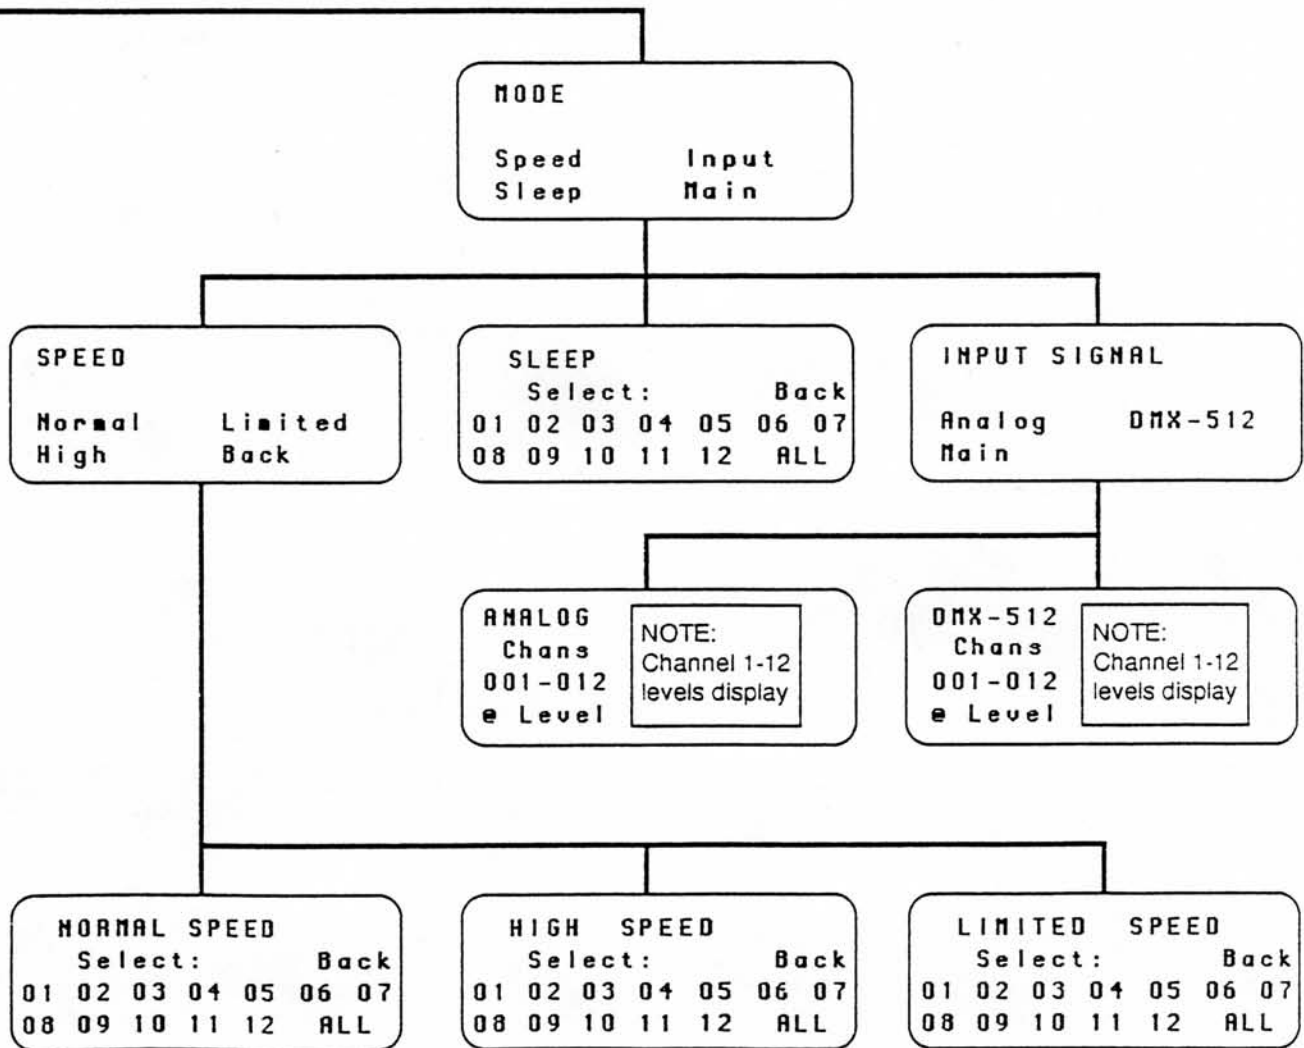 MODE
Speed Input
Sleep Main
SPEED
Normal Limited
High Back
SLEEP
Select: Back
01 02 03 04 05 06 07
08 09 10 11 12 ALL
INPUT SIGNAL
Analog DMX-512
Main
ANALOG
Chans
001-012
@ Level
NOTE:
Channel 1-12
levels display
DMX-512
Chans
001-012
@ Level
NOTE:
Channel 1-12
levels display
NORMAL SPEED
Select: Back
01 02 03 04 05 06 07
08 09 10 11 12 ALL
HIGH SPEED
Select: Back
01 02 03 04 05 06 07
08 09 10 11 12 ALL
LIMITED SPEED
Select: Back
01 02 03 04 05 06 07
08 09 10 11 12 ALL